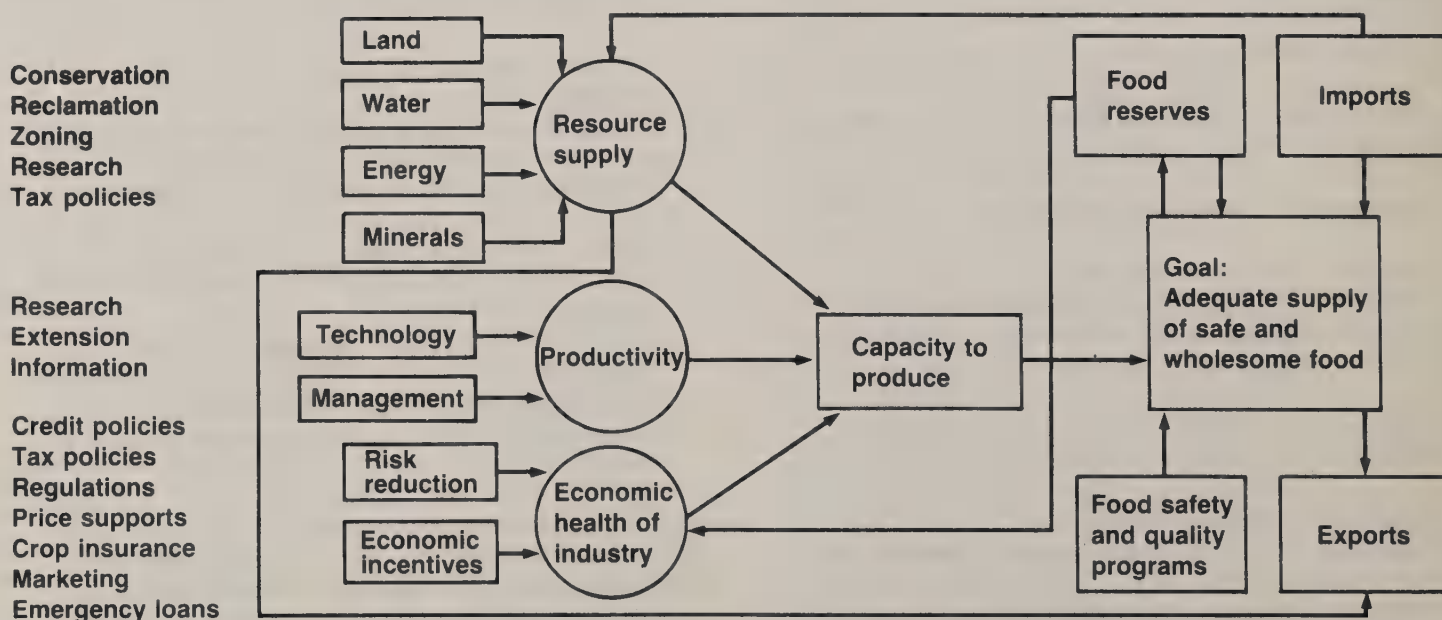 Conservation
Reclamation
Zoning
Research
Tax policies
Research
Extension
Information
Credit policies
Tax policies
Regulations
Price supports
Crop insurance
Marketing
Emergency loans
Land
Water
Energy
Minerals
Technology
Management
Risk
reduction
Economic
incentives
Resource
supply
Productivity
Economic
health of
industry
Capacity to
produce
Food
reserves
Imports
Goal:
Adequate supply
of safe and
wholesome food
Food safety
and quality
programs
Exports